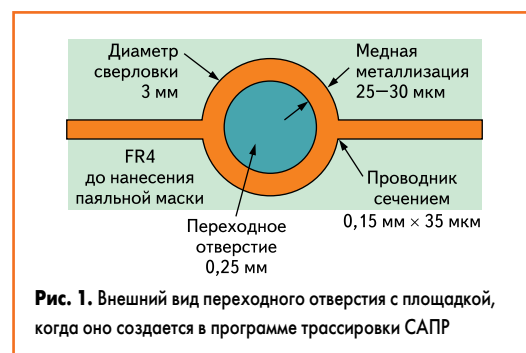 Диаметр
сверловки
3 мм
Медная
металлизация
25—30 мкм
FR4
до нанесения
паяльной маски
Проводник
сечением
0,15 мм × 35 мкм
Переходное
отверстие
0,25 мм
Рис. 1. Внешний вид переходного отверстия с площадкой,
когда оно создается в программе трассировки САПР